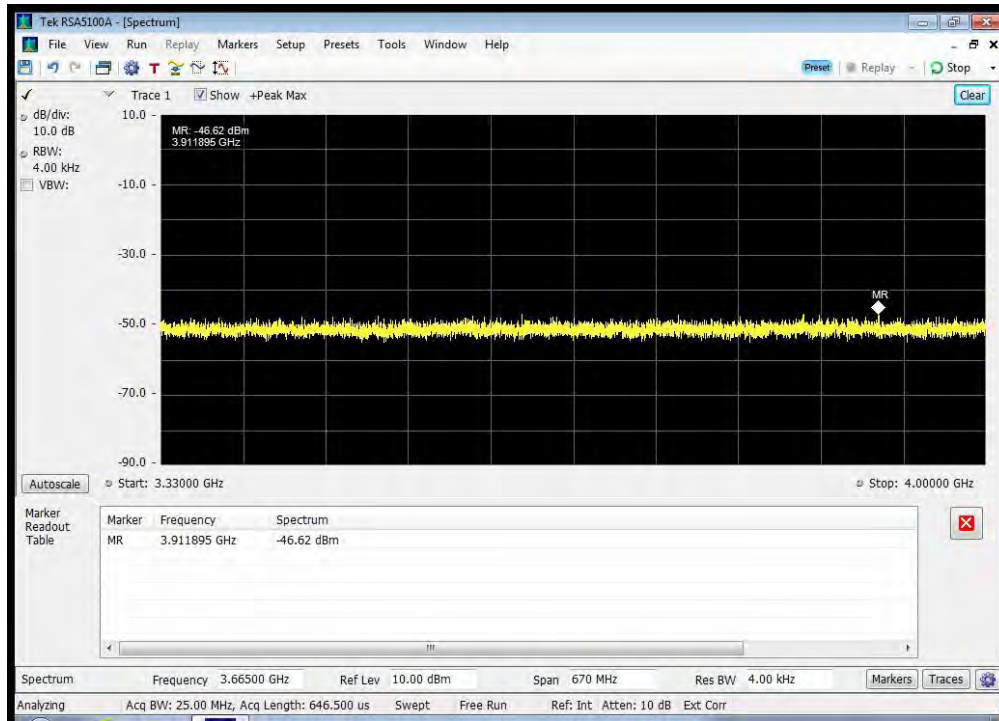 Tek RSA5100A - [Spectrum]
File View Run Replay Markers Setup Presets Tools Window Help
Preset Replay Stop
Trace 1 Show +Peak Max Clear
dB/div:
10.0 dB
RBW:
4.00 kHz
VBW:
10.0
-10.0
-30.0
-50.0
-70.0
-90.0
MR: -46.62 dBm
3.911895 GHz
MR
Autoscale Start: 3.33000 GHz Stop: 4.00000 GHz
Marker
Readout
Table
Marker Frequency Spectrum
MR 3.911895 GHz -46.62 dBm
Spectrum Frequency 3.66500 GHz Ref Lev 10.00 dBm Span 670 MHz Res BW 4.00 kHz Markers Traces
Analyzing Acq BW: 25.00 MHz, Acq Length: 646.500 us Swept Free Run Ref: Int Atten: 10 dB Ext Corr